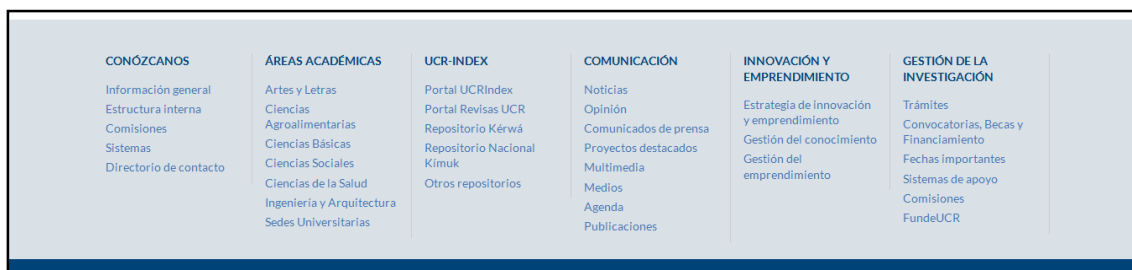 CONÓZCANOS
Información general
Estructura interna
Comisiones
Sistemas
Directorio de contacto
ÁREAS ACADÉMICAS
Artes y Letras
Ciencias
Agroalimentarias
Ciencias Básicas
Ciencias Sociales
Ciencias de la Salud
Ingeniería y Arquitectura
Sedes Universitarias
UCR-INDEX
Portal UCRIndex
Portal Revisas UCR
Repositorio Kérwá
Repositorio Nacional
Kímuk
Otros repositorios
COMUNICACIÓN
Noticias
Opinión
Comunicados de prensa
Proyectos destacados
Multimedia
Medios
Agenda
Publicaciones
INNOVACIÓN Y
EMPRENDIMIENTO
Estrategia de innovación
y emprendimiento
Gestión del conocimiento
Gestión del
emprendimiento
GESTIÓN DE LA
INVESTIGACIÓN
Trámites
Convocatorias, Becas y
Financiamiento
Fechas importantes
Sistemas de apoyo
Comisiones
FundeUCR